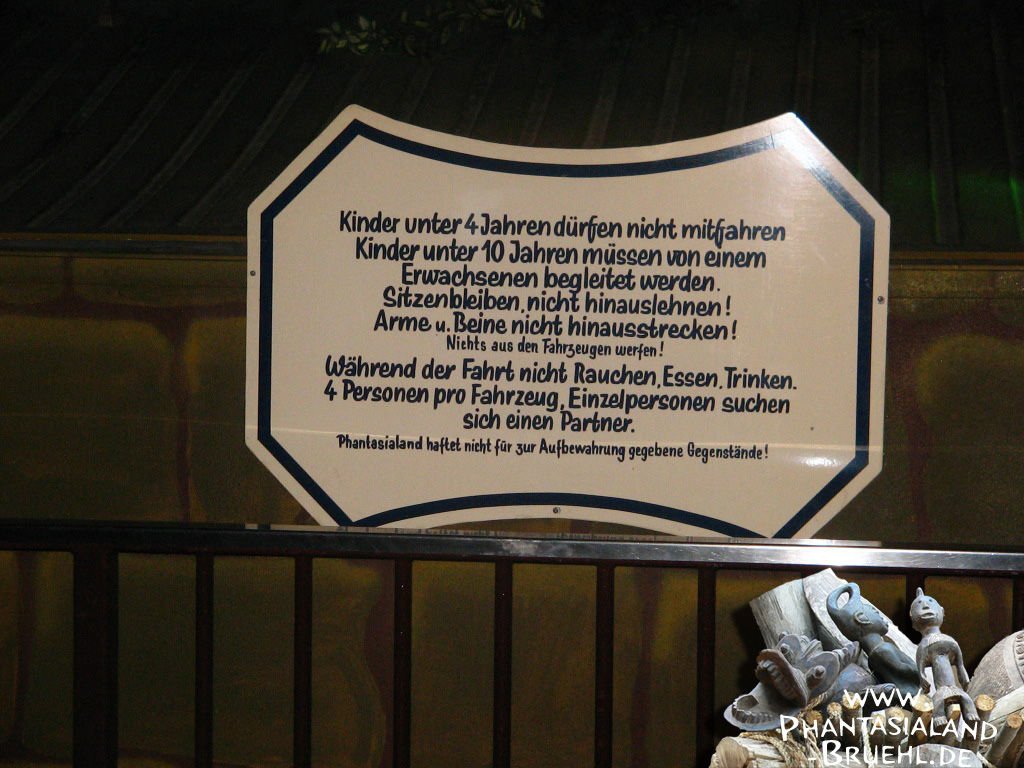 Kinder unter 4 Jahren dürfen nicht mitfahren
Kinder unter 10 Jahren müssen von einem
Erwachsenen begleitet werden.
Sitzenbleiben, nicht hinauslehnen!
Arme u. Beine nicht hinausstrecken!
Nichts aus den Fahrzeugen werfen!
Während der Fahrt nicht Rauchen, Essen, Trinken.
4 Personen pro Fahrzeug, Einzelpersonen suchen
sich einen Partner.
Phantasialand haftet nicht für zur Aufbewahrung gegebene Gegenstände!
www.
Phantasialand
-Bruehl.de